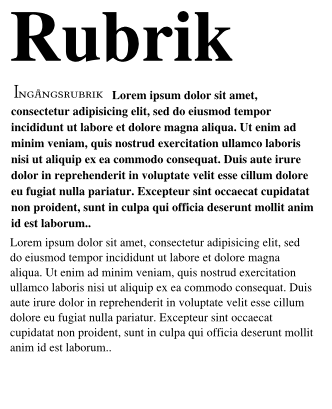 Rubrik
INGÅNGSRUBRIK Lorem ipsum dolor sit amet,
consectetur adipisicing elit, sed do eiusmod tempor
incididunt ut labore et dolore magna aliqua. Ut enim ad
minim veniam, quis nostrud exercitation ullamco laboris
nisi ut aliquip ex ea commodo consequat. Duis aute irure
dolor in reprehenderit in voluptate velit esse cillum dolore
eu fugiat nulla pariatur. Excepteur sint occaecat cupidatat
non proident, sunt in culpa qui officia deserunt mollit anim
id est laborum..
Lorem ipsum dolor sit amet, consectetur adipisicing elit, sed
do eiusmod tempor incididunt ut labore et dolore magna
aliqua. Ut enim ad minim veniam, quis nostrud exercitation
ullamco laboris nisi ut aliquip ex ea commodo consequat. Duis
aute irure dolor in reprehenderit in voluptate velit esse cillum
dolore eu fugiat nulla pariatur. Excepteur sint occaecat
cupidatat non proident, sunt in culpa qui officia deserunt mollit
anim id est laborum..